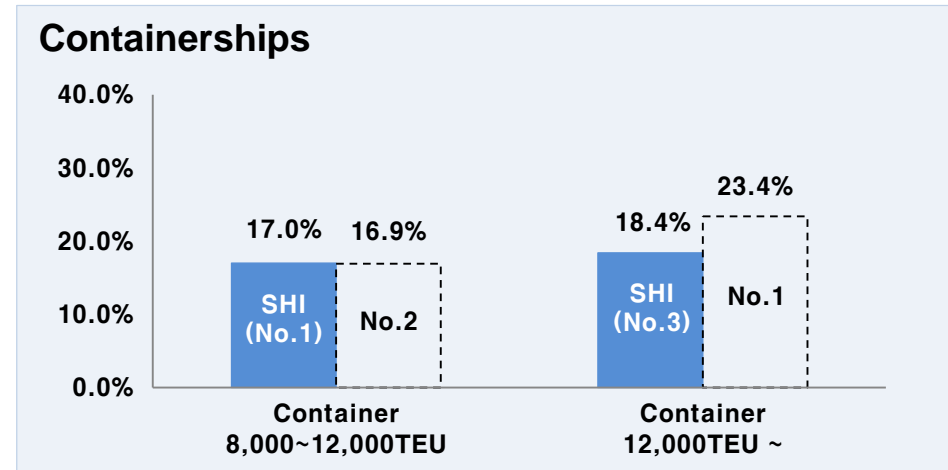 Containerships
40.0%
30.0%
20.0%
10.0%
0.0%
17.0%
16.9%
18.4%
23.4%
SHI
(No.1)
No.2
SHI
(No.3)
No.1
Container
8,000~12,000TEU
Container
12,000TEU ~